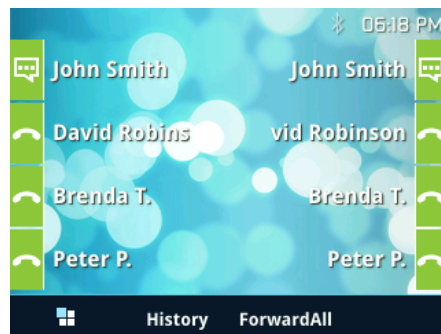 06:18 PM
John Smith John Smith
David Robins vid Robinson
Brenda T. Brenda T.
Peter P. Peter P.
History ForwardAll